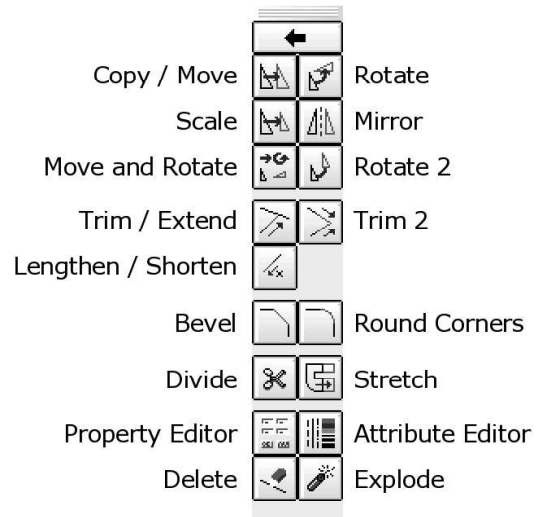 Copy / Move Rotate
Scale Mirror
Move and Rotate Rotate 2
Trim / Extend Trim 2
Lengthen / Shorten
Bevel Round Corners
Divide Stretch
Property Editor Attribute Editor
Delete Explode